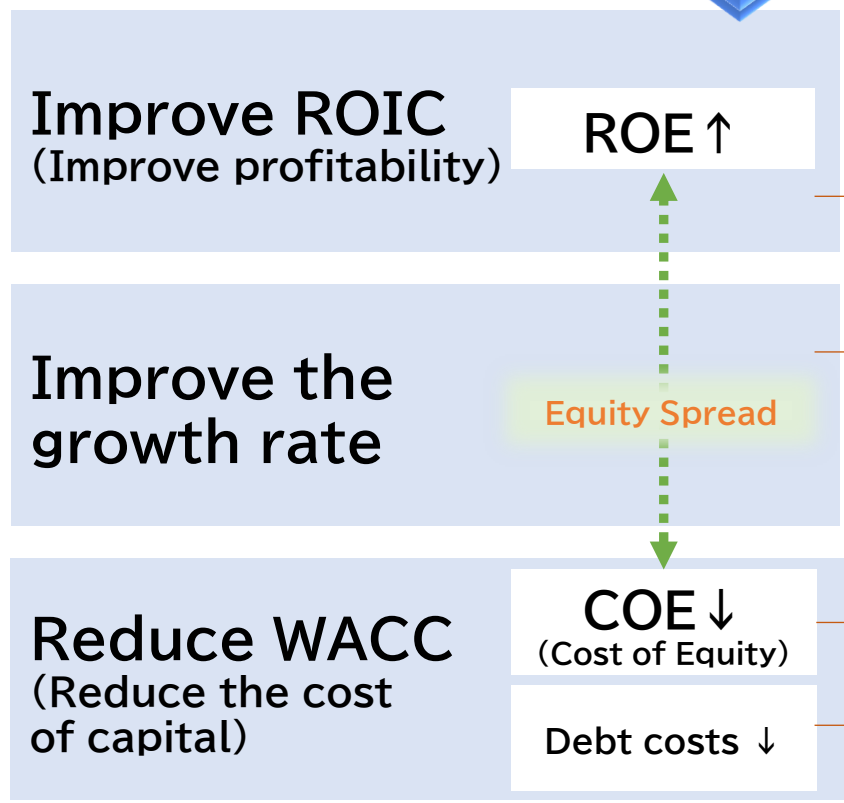 Improve ROIC
(Improve profitability)
ROE↑
Improve the
growth rate
Equity Spread
Reduce WACC
(Reduce the cost
of capital)
COE↓
(Cost of Equity)
Debt costs ↓